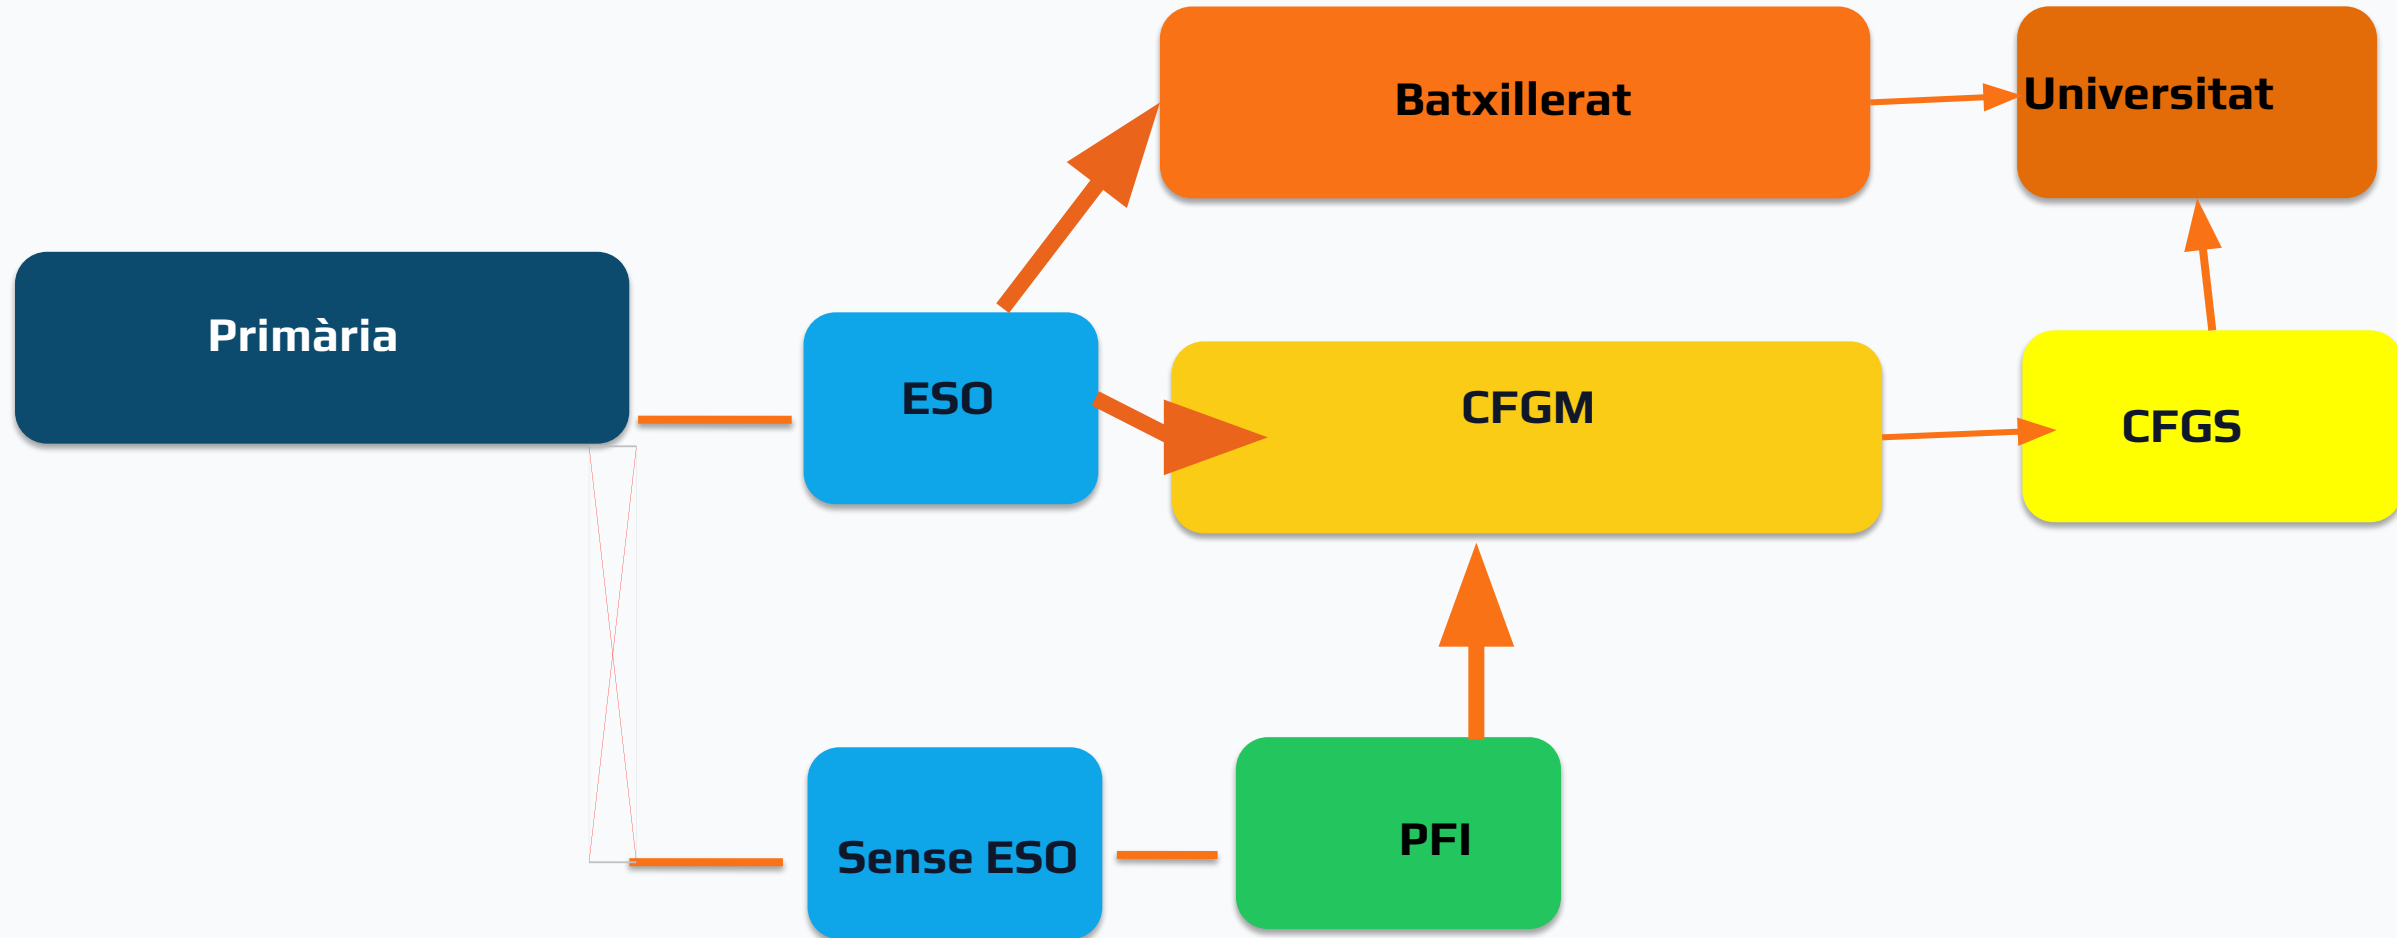 Batxillerat
Universitat
Primària
ESO
CFGM
CFGS
Sense ESO
PFI